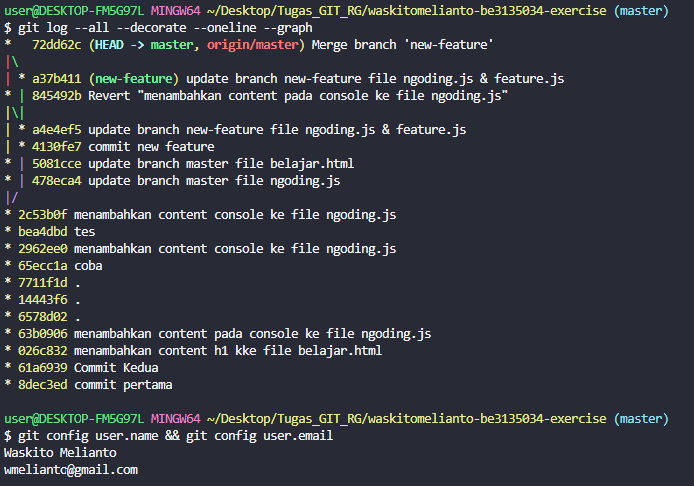 user@DESKTOP-FM5G97L MINGW64 ~/Desktop/Tugas_GIT_RG/waskitomelianto-be3135034-exercise (master)
$ git log --all --decorate --oneline --graph
*   72dd62c (HEAD -> master, origin/master) Merge branch 'new-feature'
|\
| * a37b411 (new-feature) update branch new-feature file ngoding.js & feature.js
* | 845492b Revert "menambahkan content pada console ke file ngoding.js"
|\|
| * a4e4ef5 update branch new-feature file ngoding.js & feature.js
| * 4130fe7 commit new feature
* | 5081cce update branch master file belajar.html
* | 478eca4 update branch master file ngoding.js
|/
* 2c53b0f menambahkan content console ke file ngoding.js
* bea4dbd tes
* 2962ee0 menambahkan content console ke file ngoding.js
* 65ecc1a coba
* 7711f1d .
* 14443f6 .
* 6578d02 .
* 63b0906 menambahkan content pada console ke file ngoding.js
* 026c832 menambahkan content h1 kke file belajar.html
* 61a6939 Commit Kedua
* 8dec3ed commit pertama
user@DESKTOP-FM5G97L MINGW64 ~/Desktop/Tugas_GIT_RG/waskitomelianto-be3135034-exercise (master)
$ git config user.name && git config user.email
Waskito Melianto
wmelianto@gmail.com